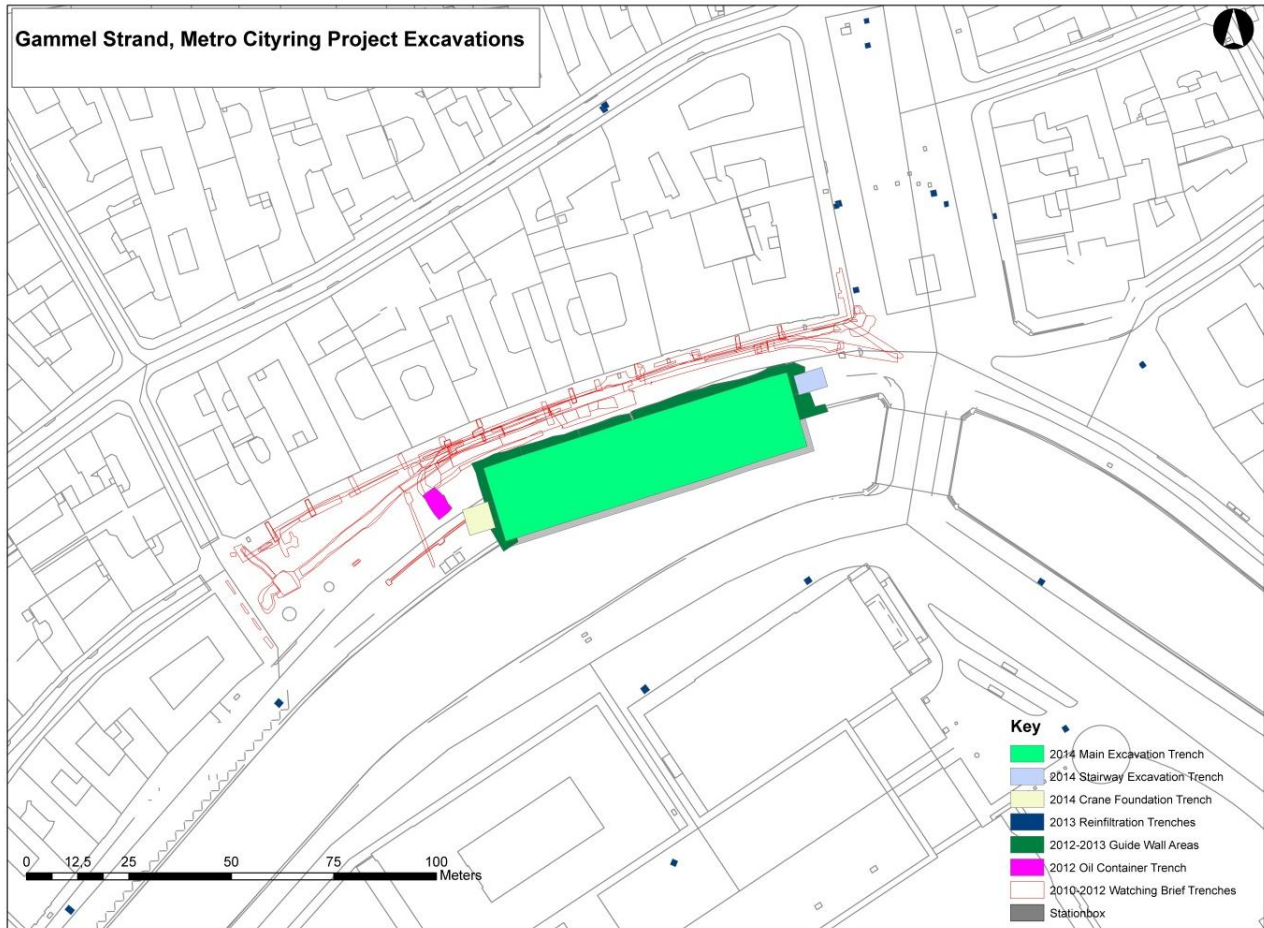 Gammel Strand, Metro Cityring Project Excavations
Key
2014 Main Excavation Trench
2014 Stairway Excavation Trench
2014 Crane Foundation Trench
2013 Reinfiltration Trenches
2012-2013 Guide Wall Areas
2012 Oil Container Trench
2010-2012 Watching Brief Trenches
Stationbox
0 12,5 25 50 75 100
Meters